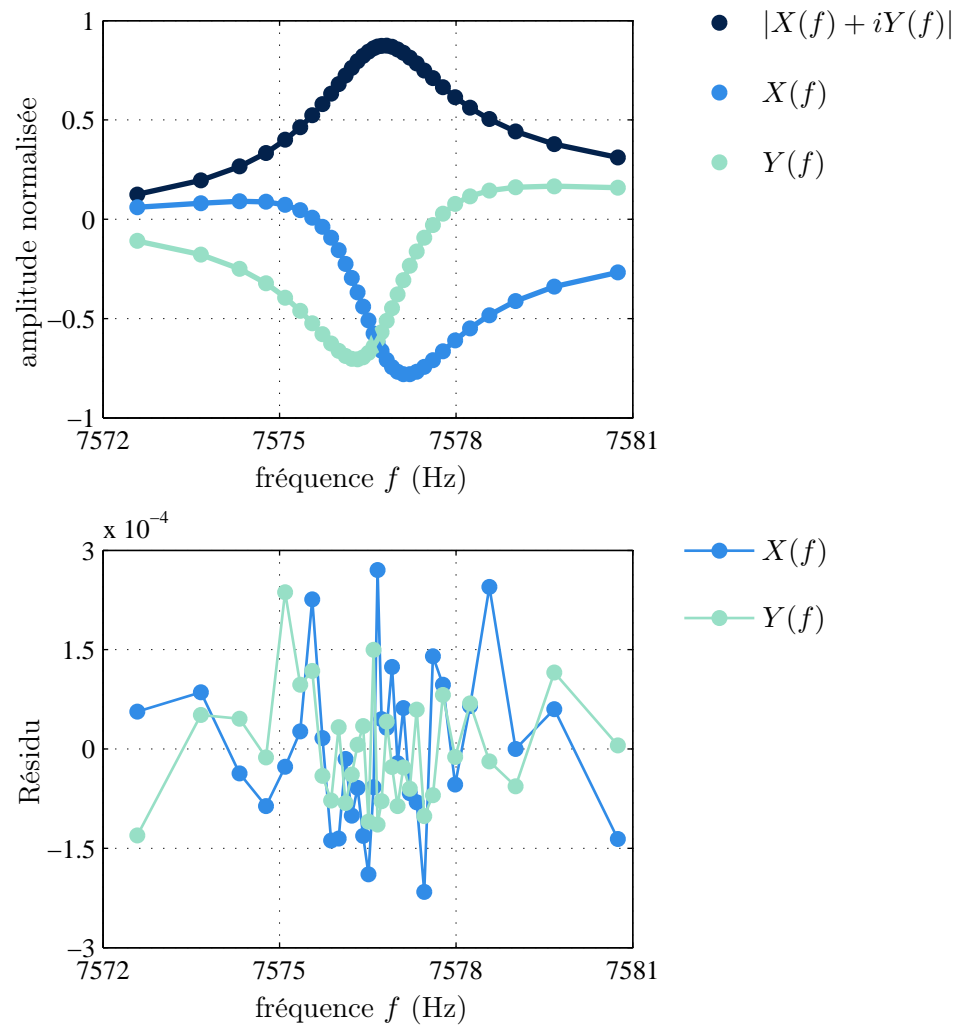 1
0.5
0
−0.5
−1
amplitude normalisée
7572
7575
7578
7581
fréquence f (Hz)
|X(f) + iY(f)|
X(f)
Y(f)
x 10−4
3
1.5
0
−1.5
−3
Résidu
7572
7575
7578
7581
fréquence f (Hz)
X(f)
Y(f)